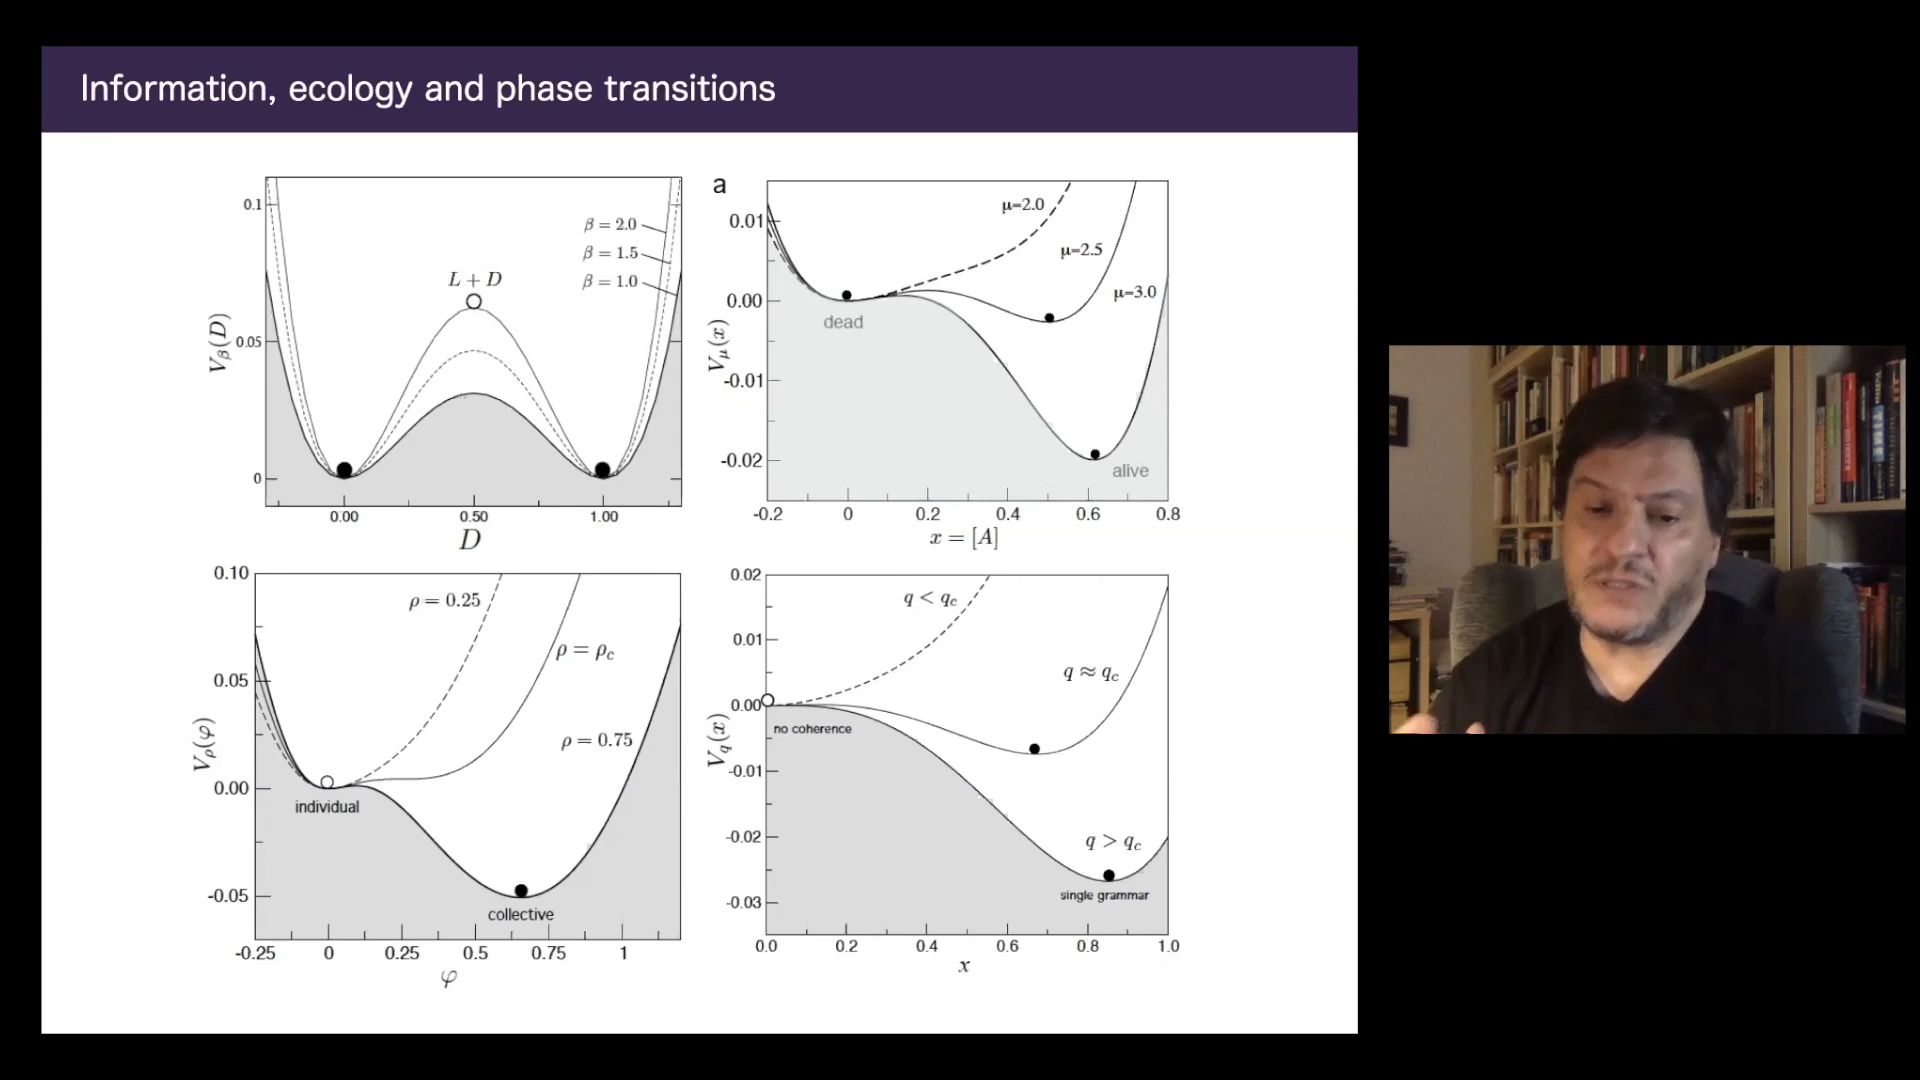 Information, ecology and phase transitions
0.1
0.05
0
V_β(D)
β = 2.0
β = 1.5
β = 1.0
L + D
0.00 0.50 1.00
D
a
0.01
0.00
-0.01
-0.02
V_μ(x)
μ=2.0
μ=2.5
μ=3.0
dead
alive
-0.2 0 0.2 0.4 0.6 0.8
x = [A]
0.10
0.05
0.00
-0.05
V_ρ(φ)
ρ = 0.25
ρ = ρ_c
ρ = 0.75
individual
collective
-0.25 0 0.25 0.5 0.75 1
φ
0.02
0.01
0.00
-0.01
-0.02
-0.03
V_q(x)
q < q_c
q ≈ q_c
no coherence
q > q_c
single grammar
0.0 0.2 0.4 0.6 0.8 1.0
x